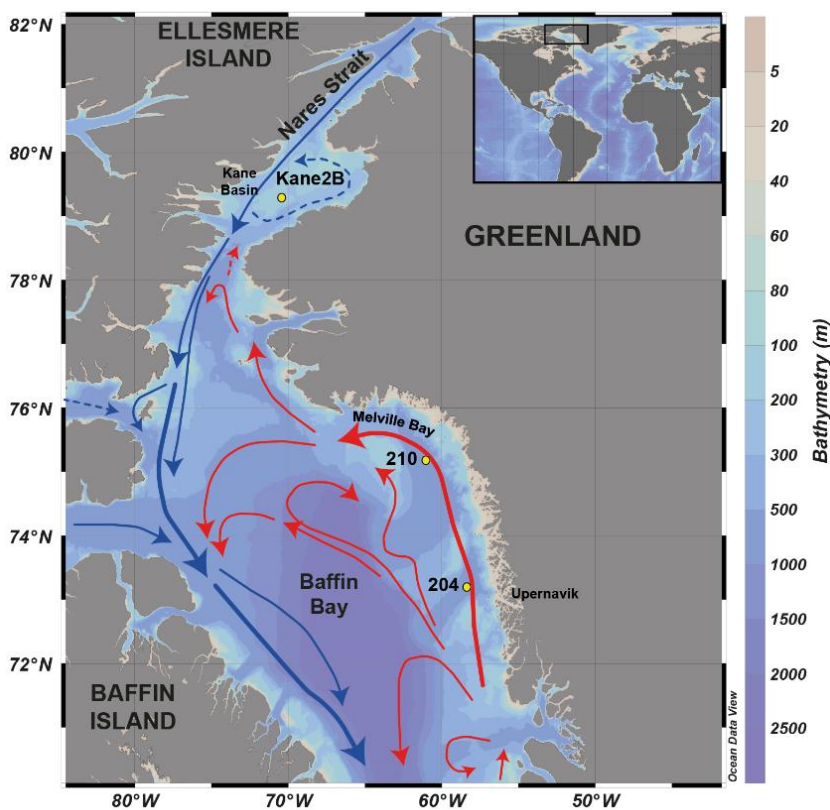 82°N
80°N
78°N
76°N
74°N
72°N
80°W
70°W
60°W
50°W
ELLESMERE
ISLAND
Nares Strait
Kane
Basin
Kane2B
GREENLAND
Melville Bay
210
204
Upernavik
Baffin
Bay
BAFFIN
ISLAND
Ocean Data View
5
20
40
60
80
100
200
300
500
1000
1500
2000
2500
Bathymetry (m)